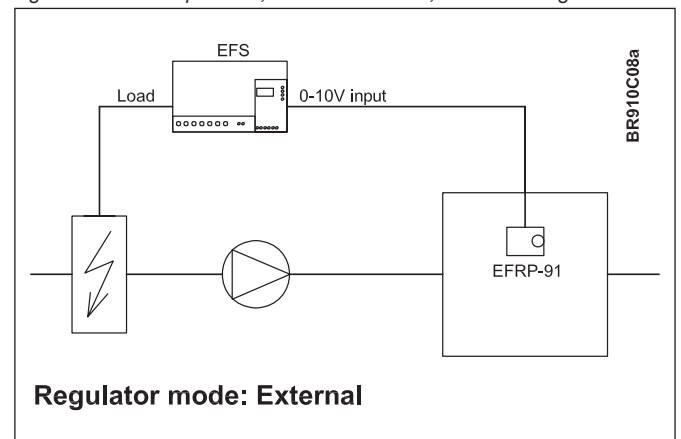 EFS
Load
0-10V input
BR910C08a
EFRP-91
Regulator mode: External